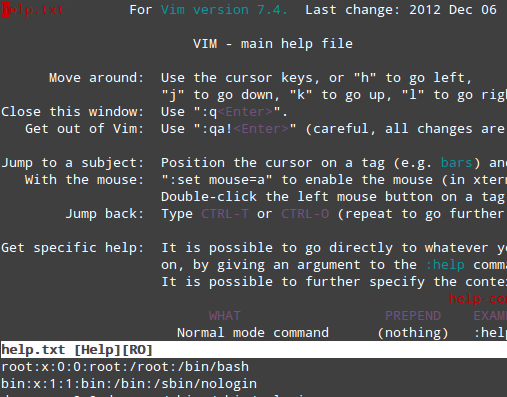 help.txt For Vim version 7.4. Last change: 2012 Dec 06
VIM - main help file
Move around: Use the cursor keys, or "h" to go left,
"j" to go down, "k" to go up, "l" to go righ
Close this window: Use ":q<Enter>".
Get out of Vim: Use ":qa!<Enter>" (careful, all changes are
Jump to a subject: Position the cursor on a tag (e.g. bars) and
With the mouse: ":set mouse=a" to enable the mouse (in xter
Double-click the left mouse button on a tag
Jump back: Type CTRL-T or CTRL-O (repeat to go further
Get specific help: It is possible to go directly to whatever y
on, by giving an argument to the :help comma
It is possible to further specify the contex
help-con
WHAT PREPEND EXAM
Normal mode command (nothing) :help
help.txt [Help][RO]
root:x:0:0:root:/root:/bin/bash
bin:x:1:1:bin:/bin:/sbin/nologin